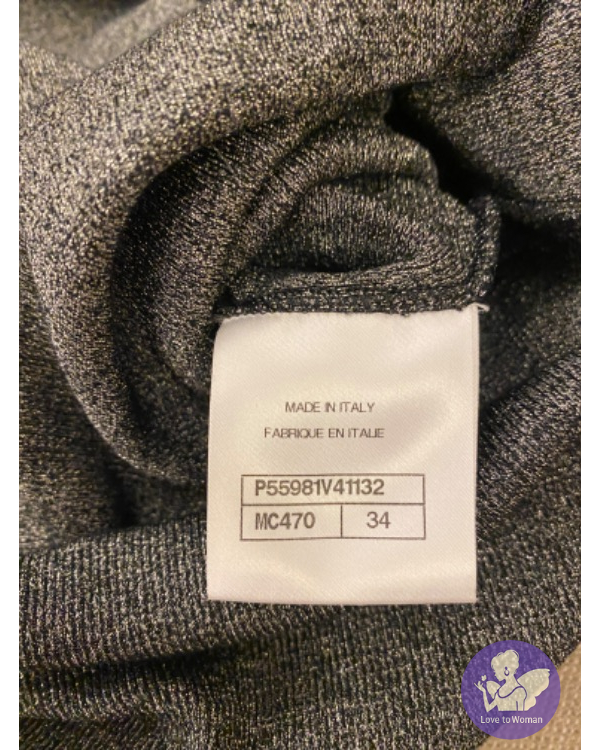 MADE IN ITALY
FABRIQUE EN ITALIE
P55981V41132
MC470 34
Love to Woman